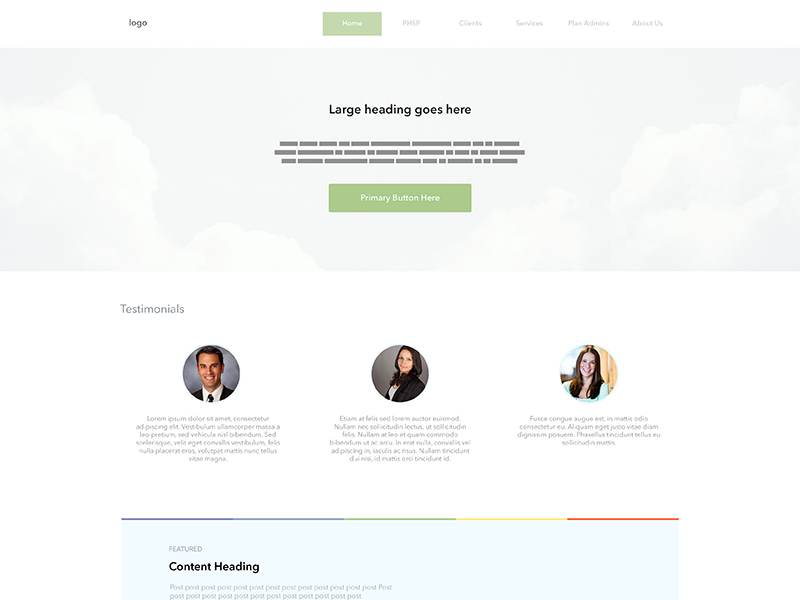 logo
Home
PHSP
Clients
Services
Plan Admins
About Us
Large heading goes here
Primary Button Here
Testimonials
Lorem ipsum dolor sit amet, consectetur
adipiscing elit. Vestibulum ullamcorper massa a
leo pretium, sed vehicula nisl bibendum. Sed
scelerisque, velit eget convallis vestibulum, felis
nulla placerat eros, volutpat mattis nunc tellus
vitae magna.
Etiam at felis sed lorem auctor euismod.
Nullam nec sollicitudin lectus, ut sollicitudin
felis. Nullam at leo et quam commodo
bibendum ut ac arcu. In erat nulla, convallis vel
adipiscing in, iaculis ac risus. Nullam tincidunt
dui nisi, id mattis orci tincidunt id.
Fusce congue augue est, in mattis odio
consectetur eu. Aliquam eget justo vitae diam
dignissim posuere. Phasellus tincidunt tellus eu
sollicitudin mattis.
FEATURED
Content Heading
Post post post post post post post post post post post post post Post
post post post post post post post post post post post post